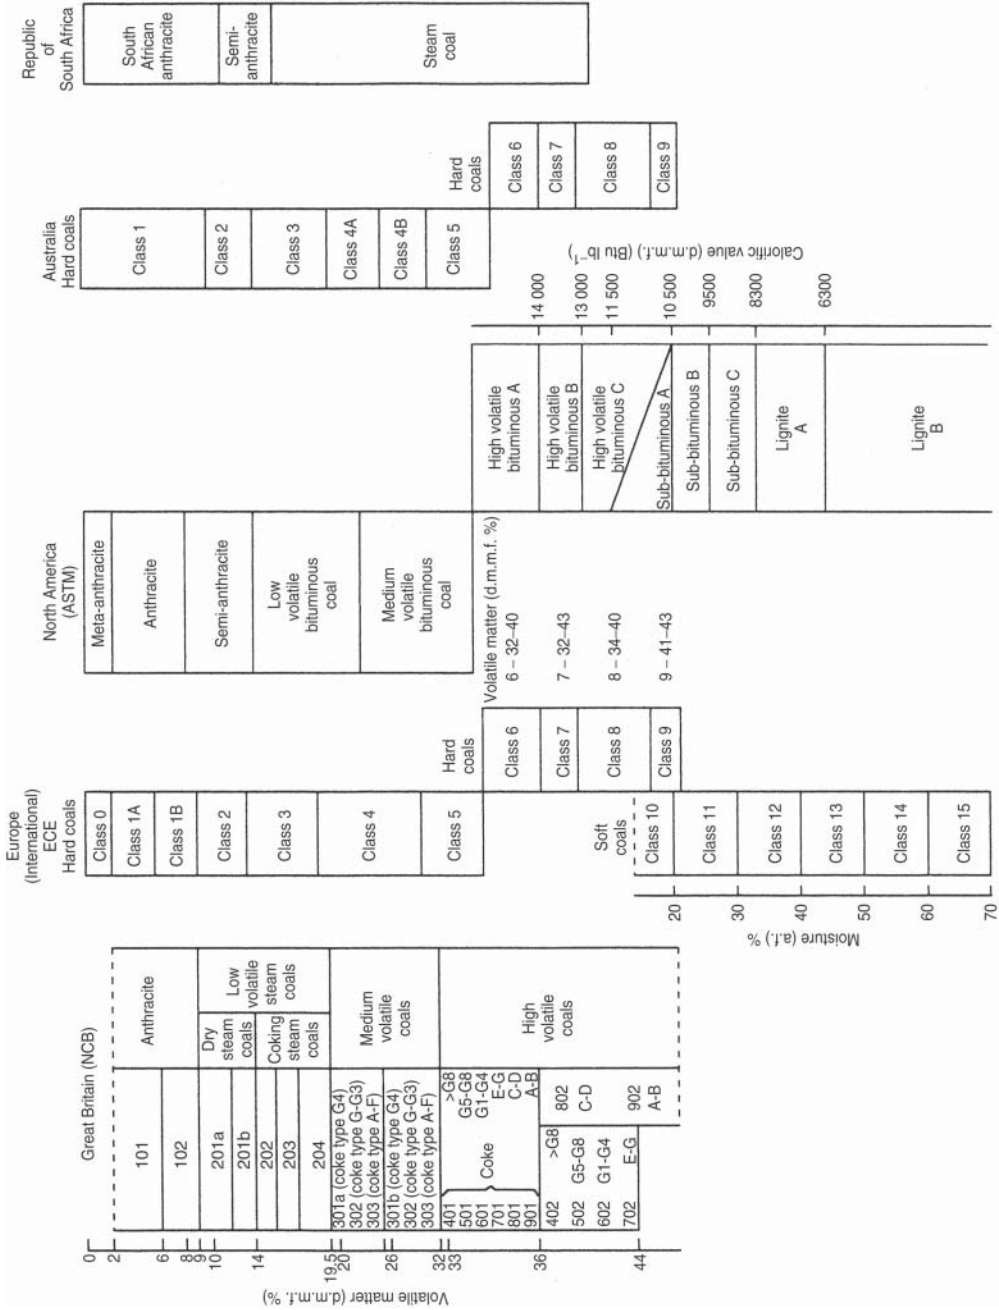 Great Britain (NCB)
Volatile matter (d.m.m.f. %)
0
2
6
8
9
10
14
19.5
20
26
32
33
36
44
101
102
201a
201b
202
203
204
301a (coke type G4)
302 (coke type G-G3)
303 (coke type A-F)
301b (coke type G4)
302 (coke type G-G3)
303 (coke type A-F)
401
501
601
701
801
901
Coke
>G8
G5-G8
G1-G4
E-G
C-D
A-B
402
>G8
502
G5-G8
602
G1-G4
702
E-G
802
C-D
902
A-B
Anthracite
Dry
steam
coals
Coking
steam
coals
Low
volatile
steam
coals
Medium
volatile
coals
High
volatile
coals
Europe
(International)
ECE
Hard coals
Class 0
Class 1A
Class 1B
Class 2
Class 3
Class 4
Class 5
Hard
coals
Class 6
Class 7
Class 8
Class 9
Soft
coals
Class 10
Class 11
Class 12
Class 13
Class 14
Class 15
Moisture (a.f.) %
20
30
40
50
60
70
Volatile matter (d.m.m.f. %)
6 – 32–40
7 – 32–43
8 – 34–40
9 – 41–43
North America
(ASTM)
Meta-anthracite
Anthracite
Semi-anthracite
Low
volatile
bituminous
coal
Medium
volatile
bituminous
coal
High volatile
bituminous A
High volatile
bituminous B
High volatile
bituminous C
Sub-bituminous A
Sub-bituminous B
Sub-bituminous C
Lignite
A
Lignite
B
14 000
13 000
11 500
10 500
9500
8300
6300
Calorific value (d.m.m.f.) (Btu lb⁻¹)
Australia
Hard coals
Class 1
Class 2
Class 3
Class 4A
Class 4B
Class 5
Hard
coals
Class 6
Class 7
Class 8
Class 9
Republic
of
South Africa
South
African
anthracite
Semi-
anthracite
Steam
coal